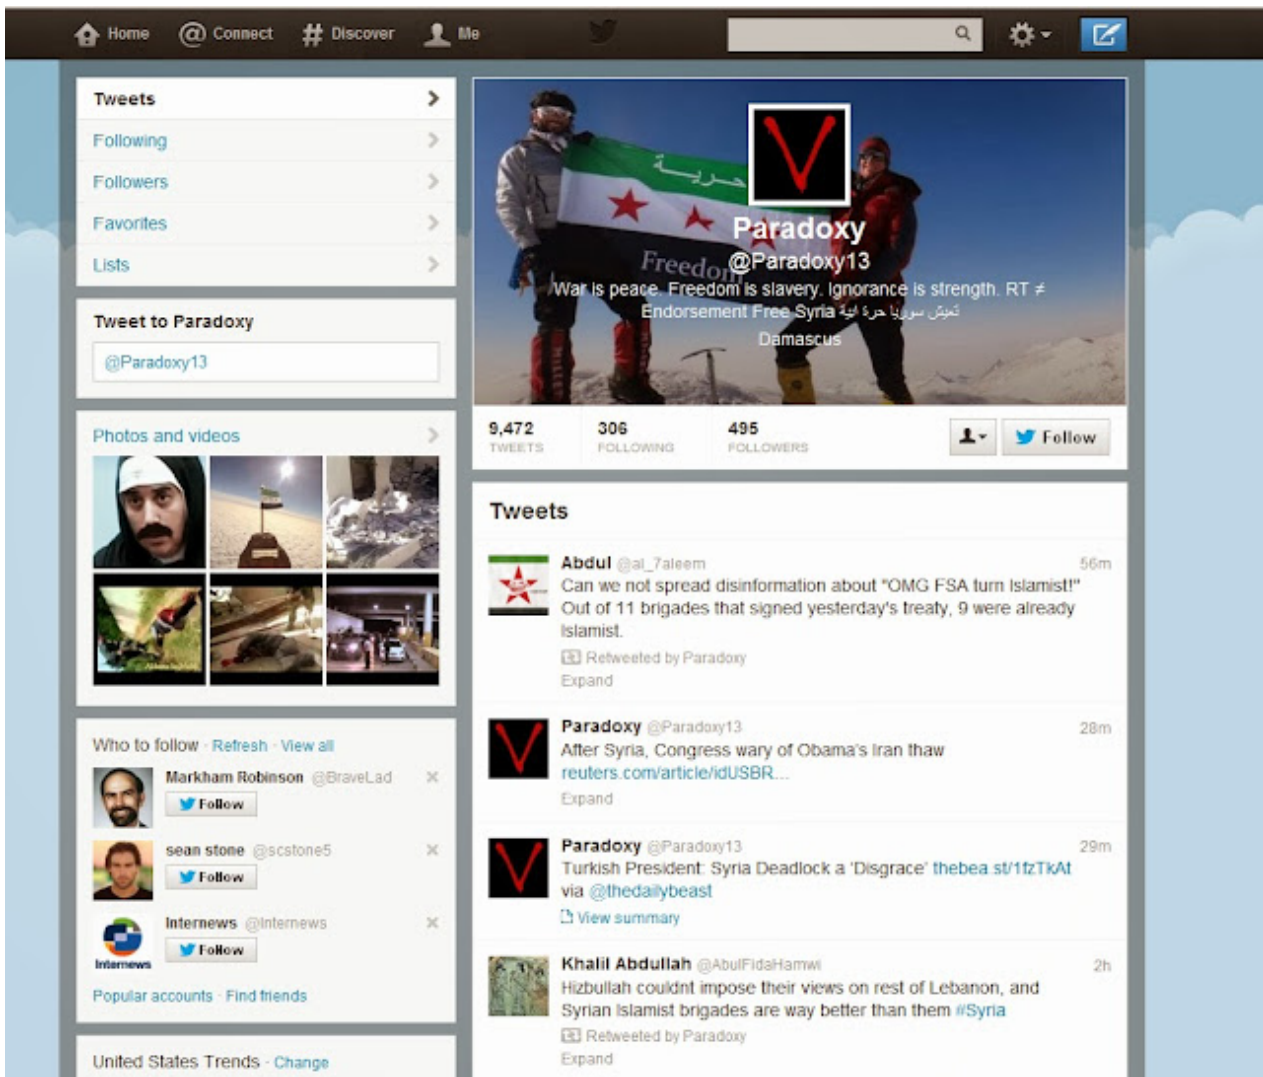 Home
Connect
Discover
Me
Tweets
Following
Followers
Favorites
Lists
Tweet to Paradoxy
@Paradoxy13
Photos and videos
Who to follow · Refresh · View all
Markham Robinson @BraveLad
Follow
sean stone @scstone5
Follow
Internews @Internews
Follow
Internews
Popular accounts · Find friends
United States Trends · Change
حرية
Freedom
V
Paradoxy
@Paradoxy13
War is peace. Freedom is slavery. Ignorance is strength. RT ≠
Endorsement Free Syria تعيش سوريا حرة ابية
Damascus
9,472
TWEETS
306
FOLLOWING
495
FOLLOWERS
Follow
Tweets
Abdul @al_7aleem 56m
Can we not spread disinformation about "OMG FSA turn Islamist!"
Out of 11 brigades that signed yesterday's treaty, 9 were already
Islamist.
Retweeted by Paradoxy
Expand
V
Paradoxy @Paradoxy13 28m
After Syria, Congress wary of Obama's Iran thaw
reuters.com/article/idUSBR...
Expand
V
Paradoxy @Paradoxy13 29m
Turkish President: Syria Deadlock a 'Disgrace' thebea.st/1fzTkAt
via @thedailybeast
View summary
Khalil Abdullah @AbulFidaHamwi 2h
Hizbullah couldnt impose their views on rest of Lebanon, and
Syrian Islamist brigades are way better than them #Syria
Retweeted by Paradoxy
Expand